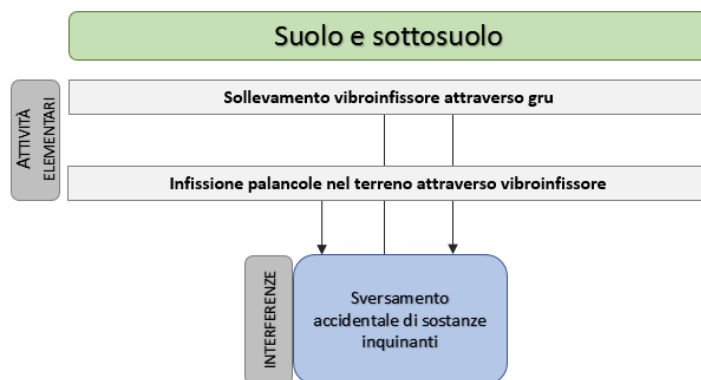 Suolo e sottosuolo
ATTIVITÀ
ELEMENTARI
Sollevamento vibroinfissore attraverso gru
Infissione palancole nel terreno attraverso vibroinfissore
INTERFERENZE
Sversamento
accidentale di sostanze
inquinanti